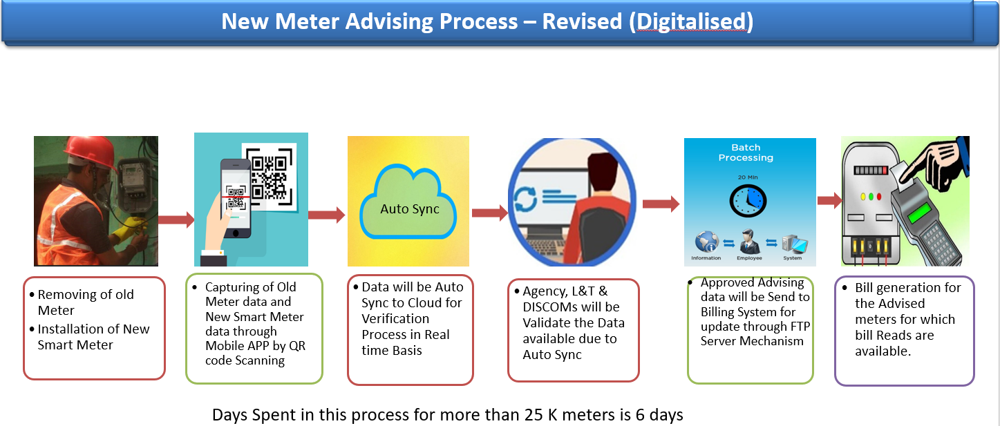 New Meter Advising Process – Revised (Digitalised)
Auto Sync
Batch
Processing
20 Min
Information
Employee
System
• Removing of old
Meter
• Installation of New
Smart Meter
• Capturing of Old
Meter data and
New Smart Meter
data through
Mobile APP by QR
code Scanning
• Data will be Auto
Sync to Cloud for
Verification
Process in Real
time Basis
• Agency, L&T &
DISCOMs will be
Validate the Data
available due to
Auto Sync
• Approved Advising
data will be Send to
Billing System for
update through FTP
Server Mechanism
• Bill generation for
the Advised
meters for which
bill Reads are
available.
Days Spent in this process for more than 25 K meters is 6 days